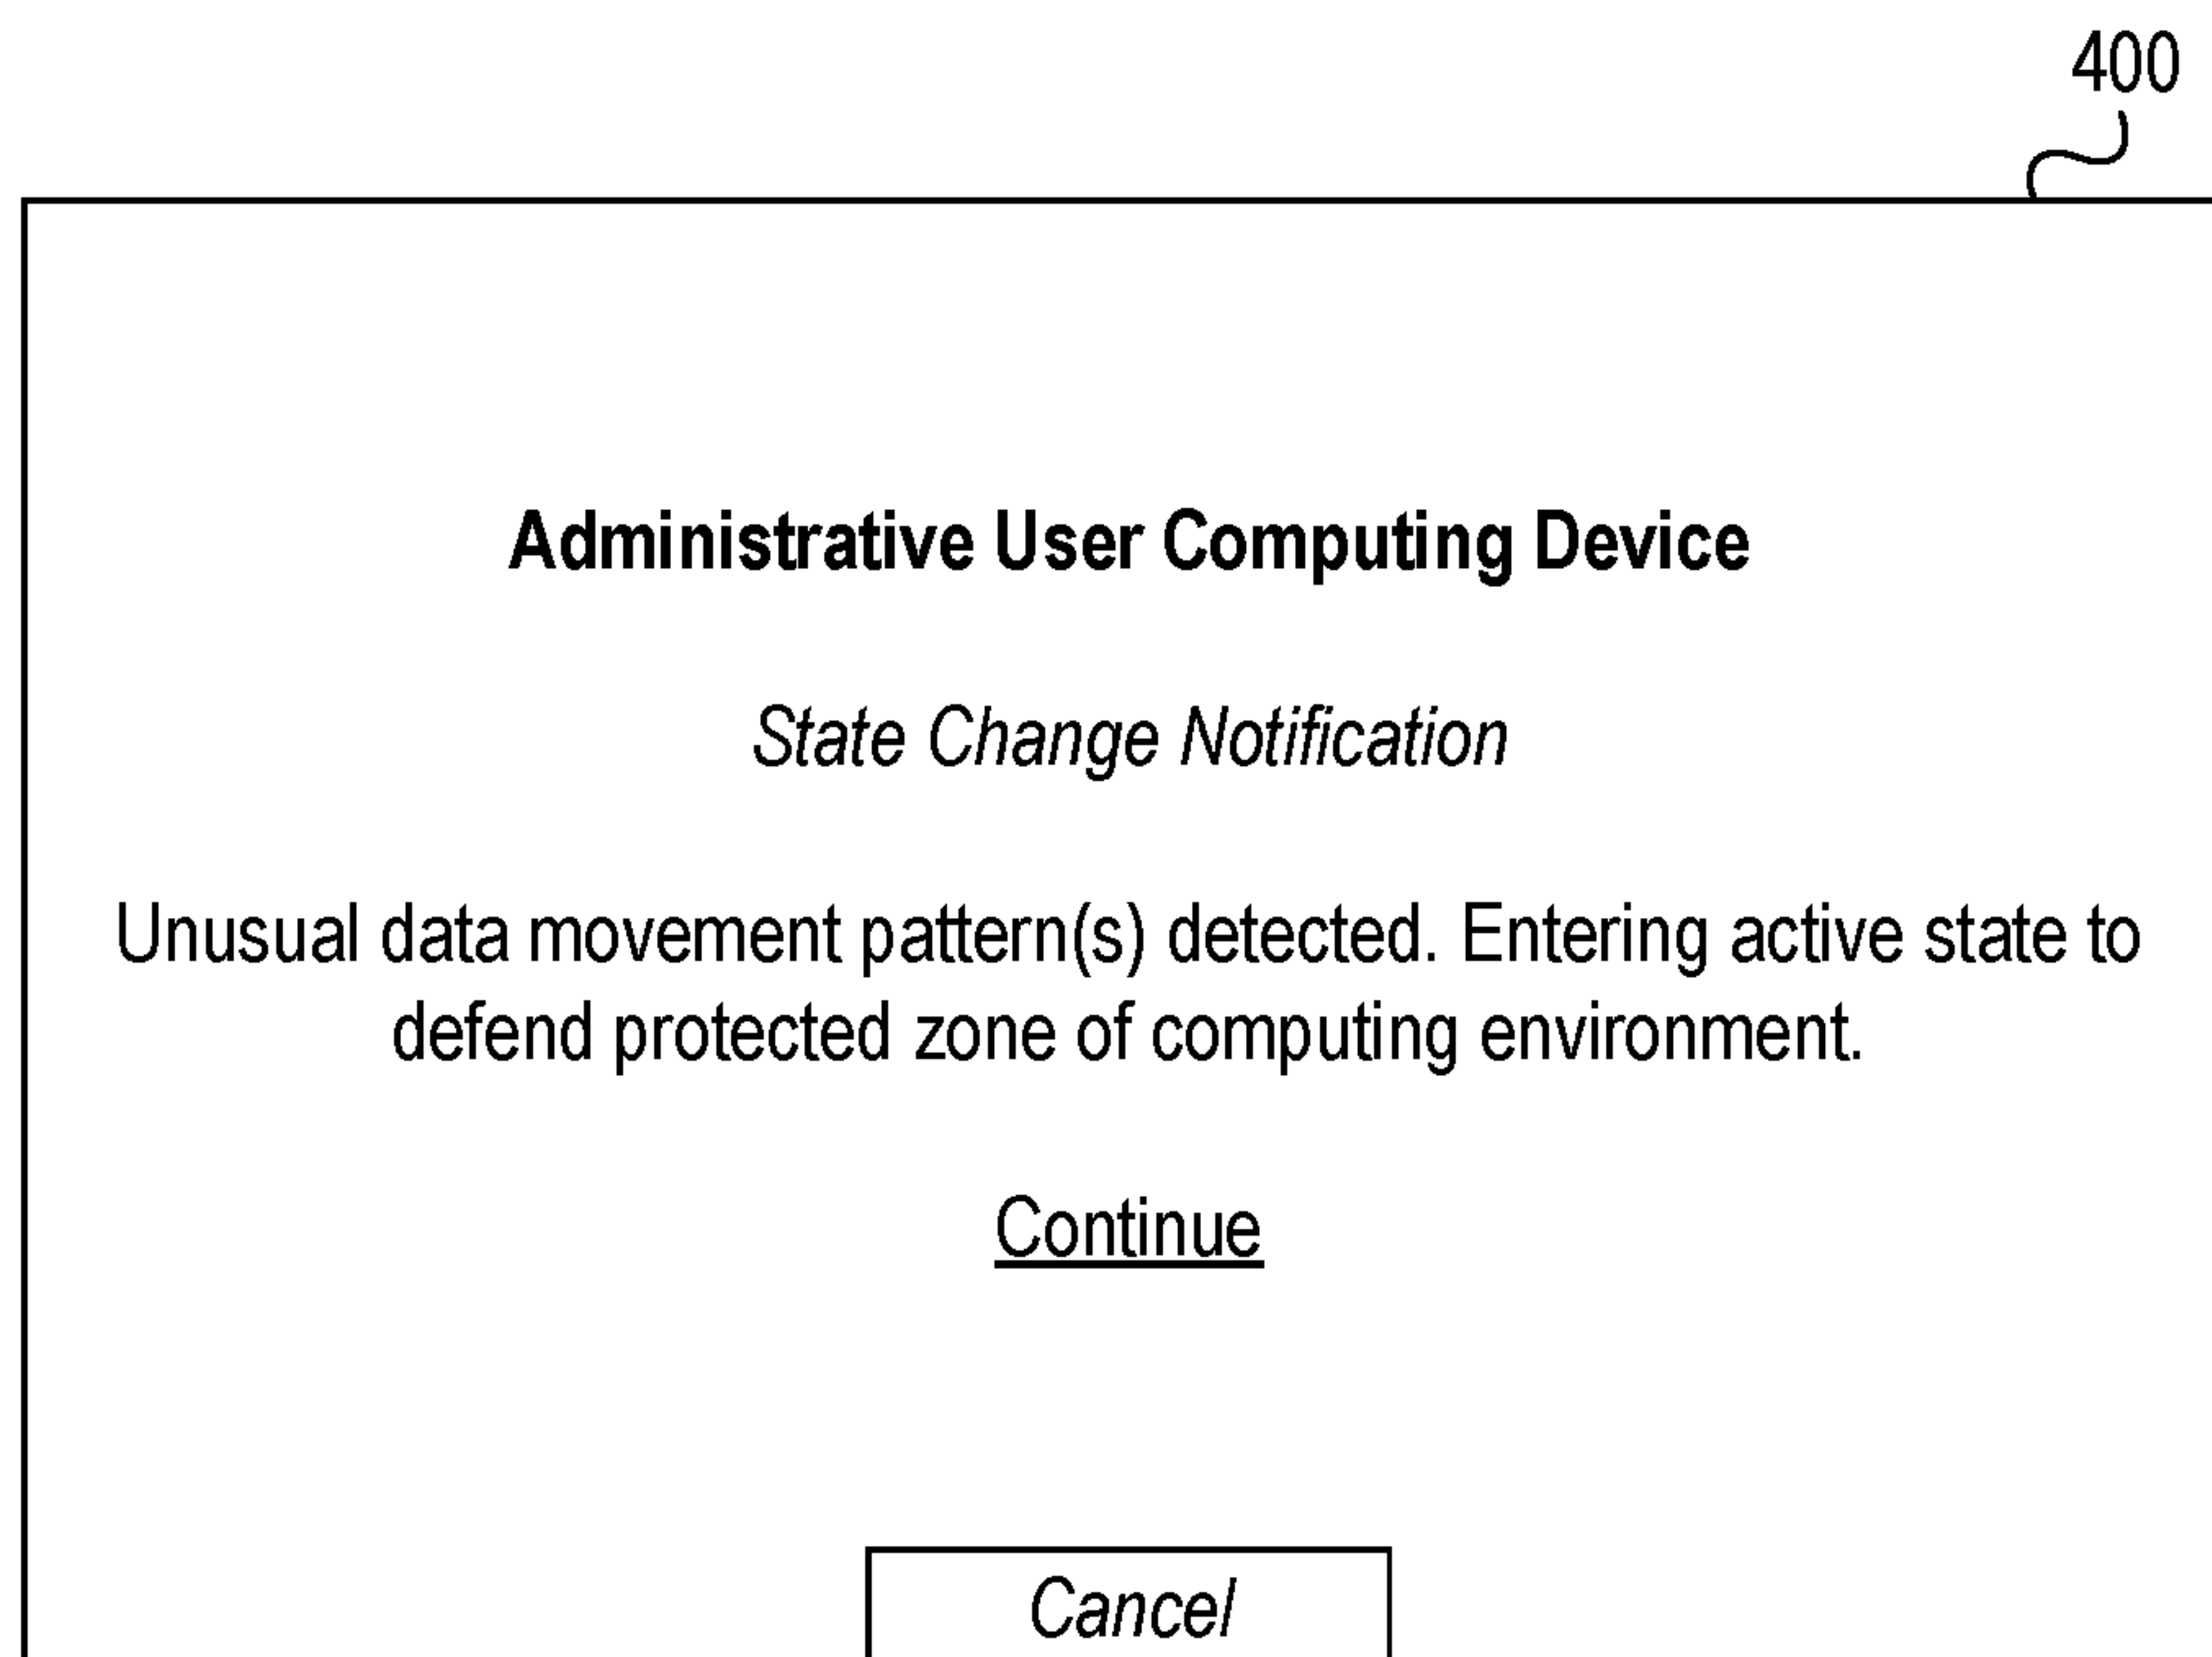 400
Administrative User Computing Device
State Change Notification
Unusual data movement pattern(s) detected. Entering active state to
defend protected zone of computing environment.
Continue
Cancel